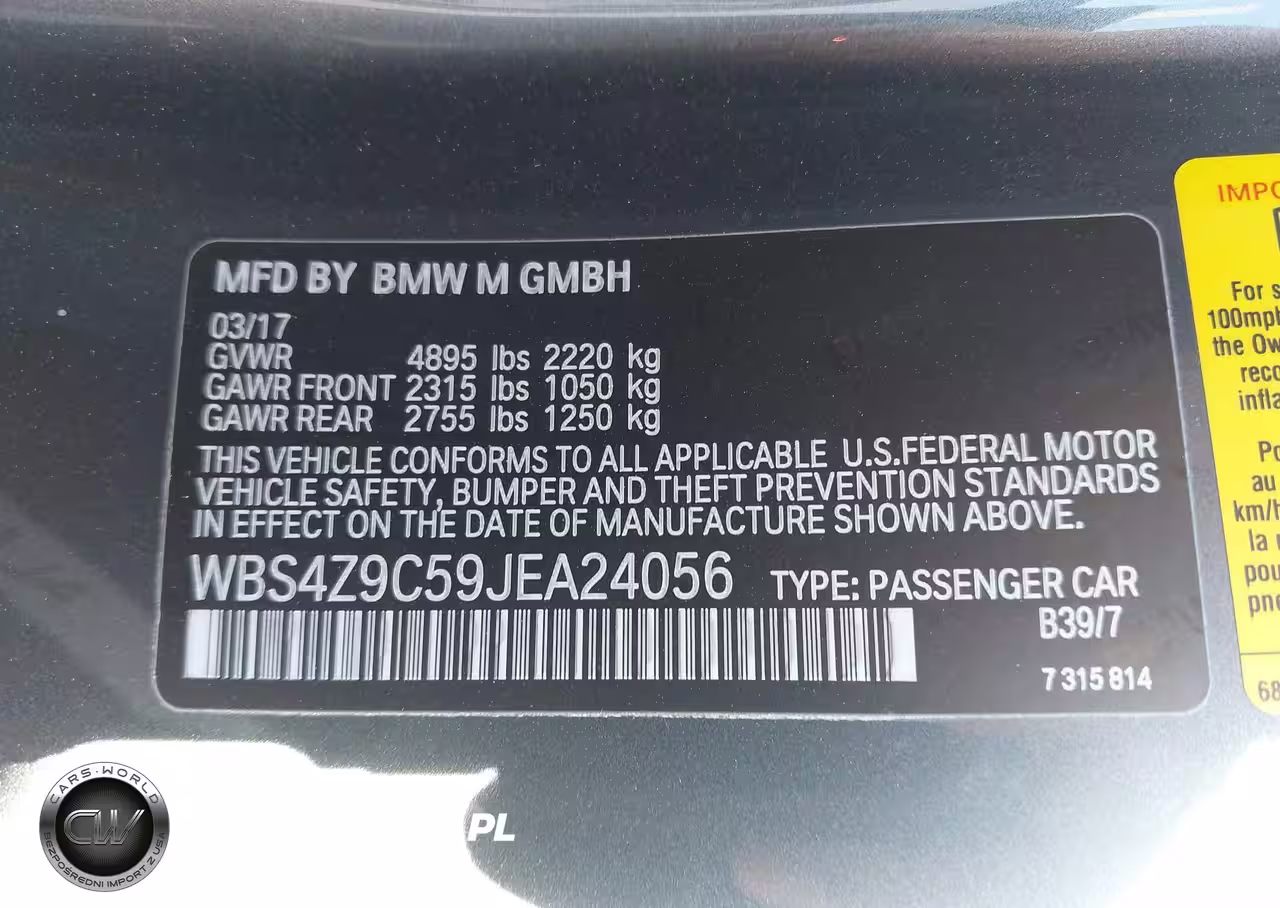 MFD BY BMW M GMBH
03/17
GVWR 4895 lbs 2220 kg
GAWR FRONT 2315 lbs 1050 kg
GAWR REAR 2755 lbs 1250 kg
THIS VEHICLE CONFORMS TO ALL APPLICABLE U.S.FEDERAL MOTOR
VEHICLE SAFETY, BUMPER AND THEFT PREVENTION STANDARDS
IN EFFECT ON THE DATE OF MANUFACTURE SHOWN ABOVE.
WBS4Z9C59JEA24056 TYPE: PASSENGER CAR
B39/7
7 315 814
IMPO
For s
100mph
the Ow
reco
infla
Po
au
km/h
la
pou
pne
68
CARS-WORLD
CW
BEZPOŚREDNI IMPORT Z USA
PL